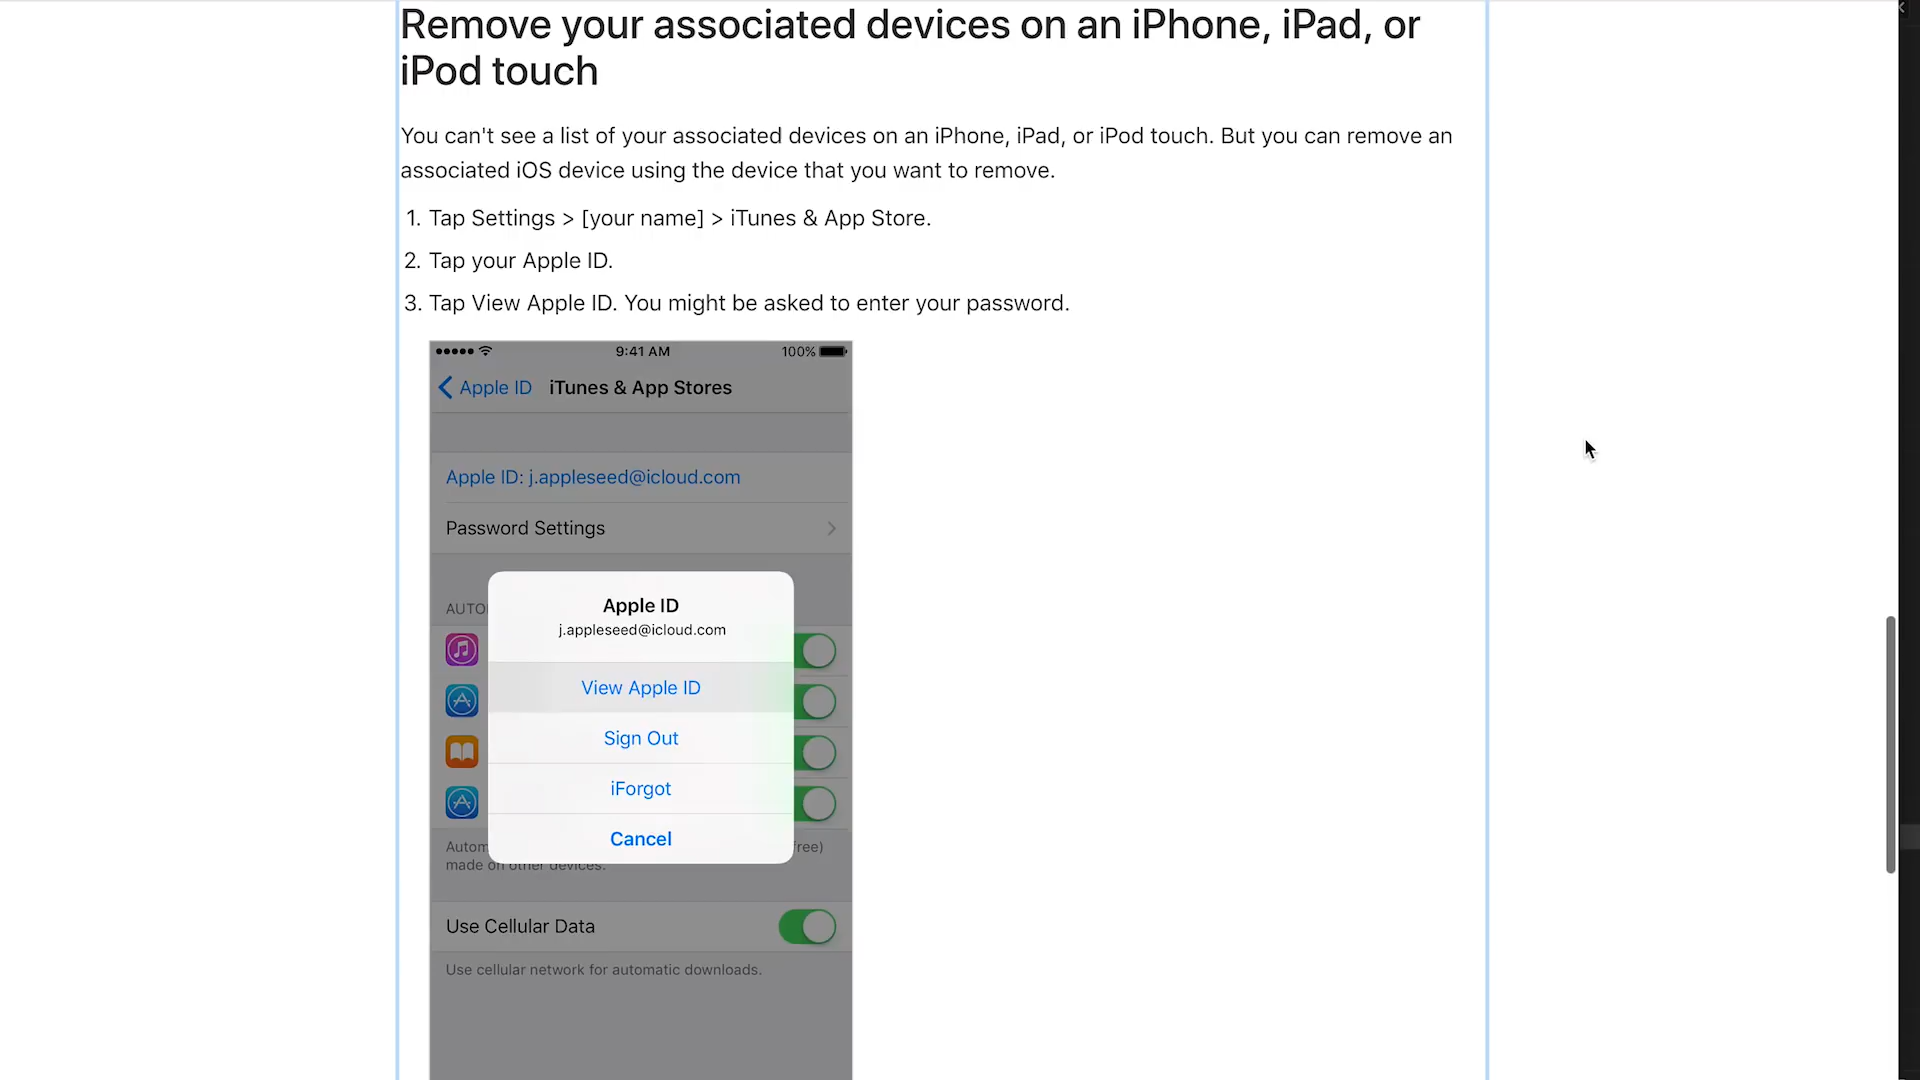 Remove your associated devices on an iPhone, iPad, or
iPod touch
You can't see a list of your associated devices on an iPhone, iPad, or iPod touch. But you can remove an
associated iOS device using the device that you want to remove.
1. Tap Settings > [your name] > iTunes & App Store.
2. Tap your Apple ID.
3. Tap View Apple ID. You might be asked to enter your password.
9:41 AM 100%
Apple ID iTunes & App Stores
Apple ID: j.appleseed@icloud.com
Password Settings
AUTO
Apple ID
j.appleseed@icloud.com
View Apple ID
Sign Out
iForgot
Cancel
Autom free)
made on other devices.
Use Cellular Data
Use cellular network for automatic downloads.